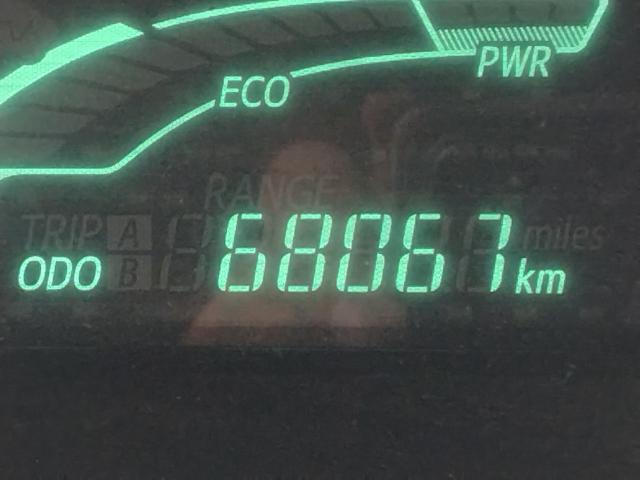 PWR
ECO
RANGE
TRIP A miles
ODO B 68067 km